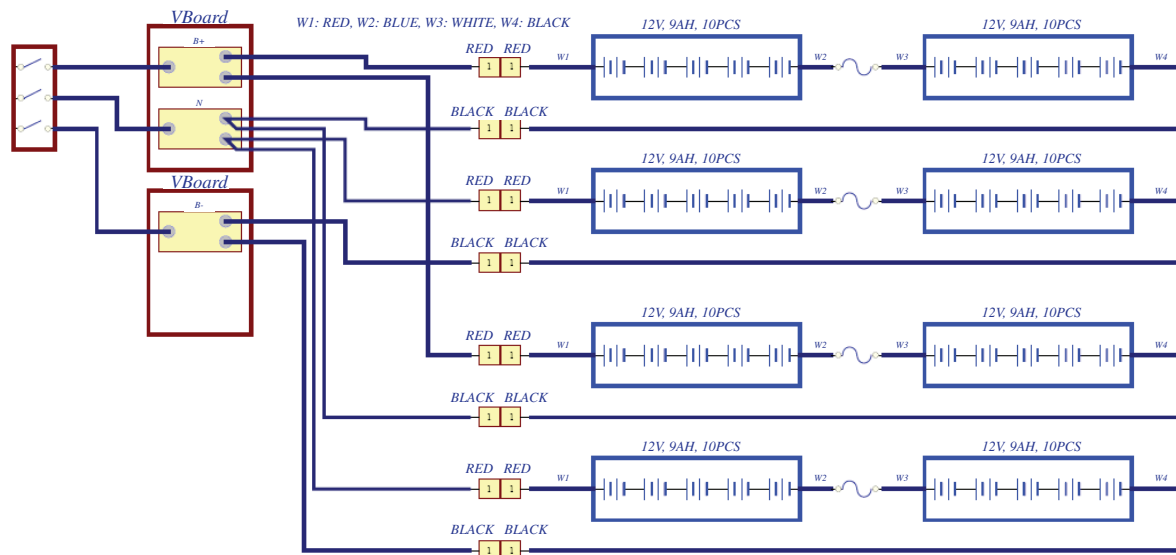 VBoard
W1: RED, W2: BLUE, W3: WHITE, W4: BLACK
12V, 9AH, 10PCS
12V, 9AH, 10PCS
B+
RED RED
W1
W2
W3
W4
1 1
N
BLACK BLACK
1 1
12V, 9AH, 10PCS
12V, 9AH, 10PCS
VBoard
RED RED
W1
W2
W3
W4
1 1
B-
BLACK BLACK
1 1
12V, 9AH, 10PCS
12V, 9AH, 10PCS
RED RED
W1
W2
W3
W4
1 1
BLACK BLACK
1 1
12V, 9AH, 10PCS
12V, 9AH, 10PCS
RED RED
W1
W2
W3
W4
1 1
BLACK BLACK
1 1